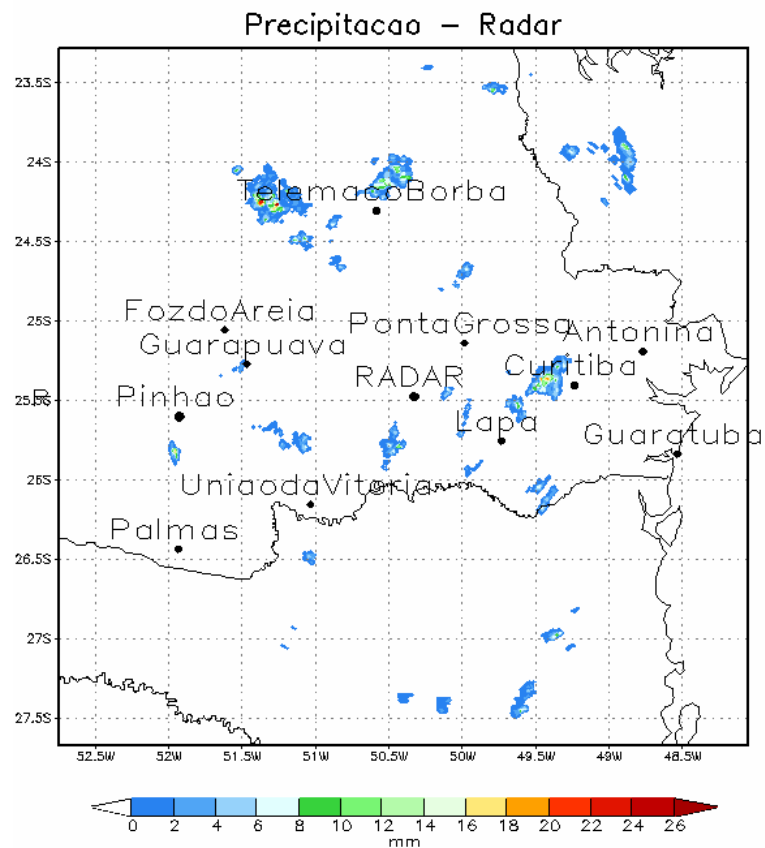 Precipitacao – Radar
23.5S
24S
TelemacoBorba
24.5S
25S
FozdoAreia
PontaGrossa
Antonina
Guarapuava
Curitiba
RADAR
25.5S
Pinhao
Lapa
Guaratuba
26S
UniaodaVitoria
Palmas
26.5S
27S
27.5S
52.5W 52W 51.5W 51W 50.5W 50W 49.5W 49W 48.5W
0 2 4 6 8 10 12 14 16 18 20 22 24 26
mm